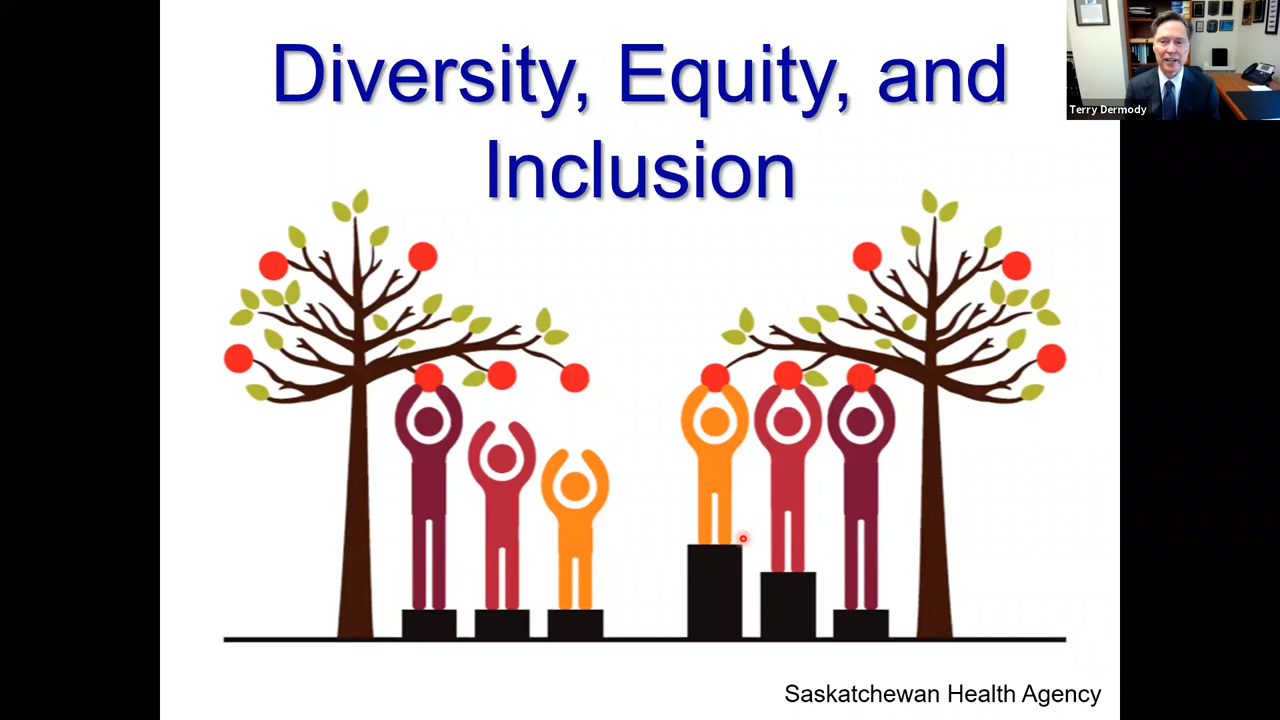 Diversity, Equity, and
Inclusion
Terry Dermody
Saskatchewan Health Agency